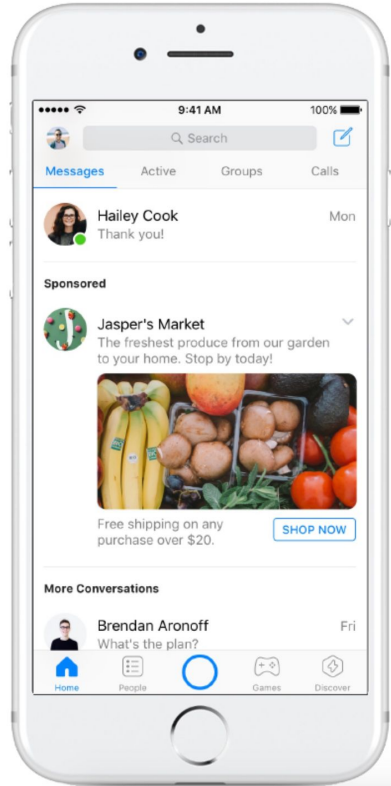 9:41 AM
100%
Search
Messages
Active
Groups
Calls
Hailey Cook
Mon
Thank you!
Sponsored
Jasper's Market
The freshest produce from our garden
to your home. Stop by today!
Free shipping on any
purchase over $20.
SHOP NOW
More Conversations
Brendan Aronoff
Fri
What's the plan?
Home
People
Games
Discover